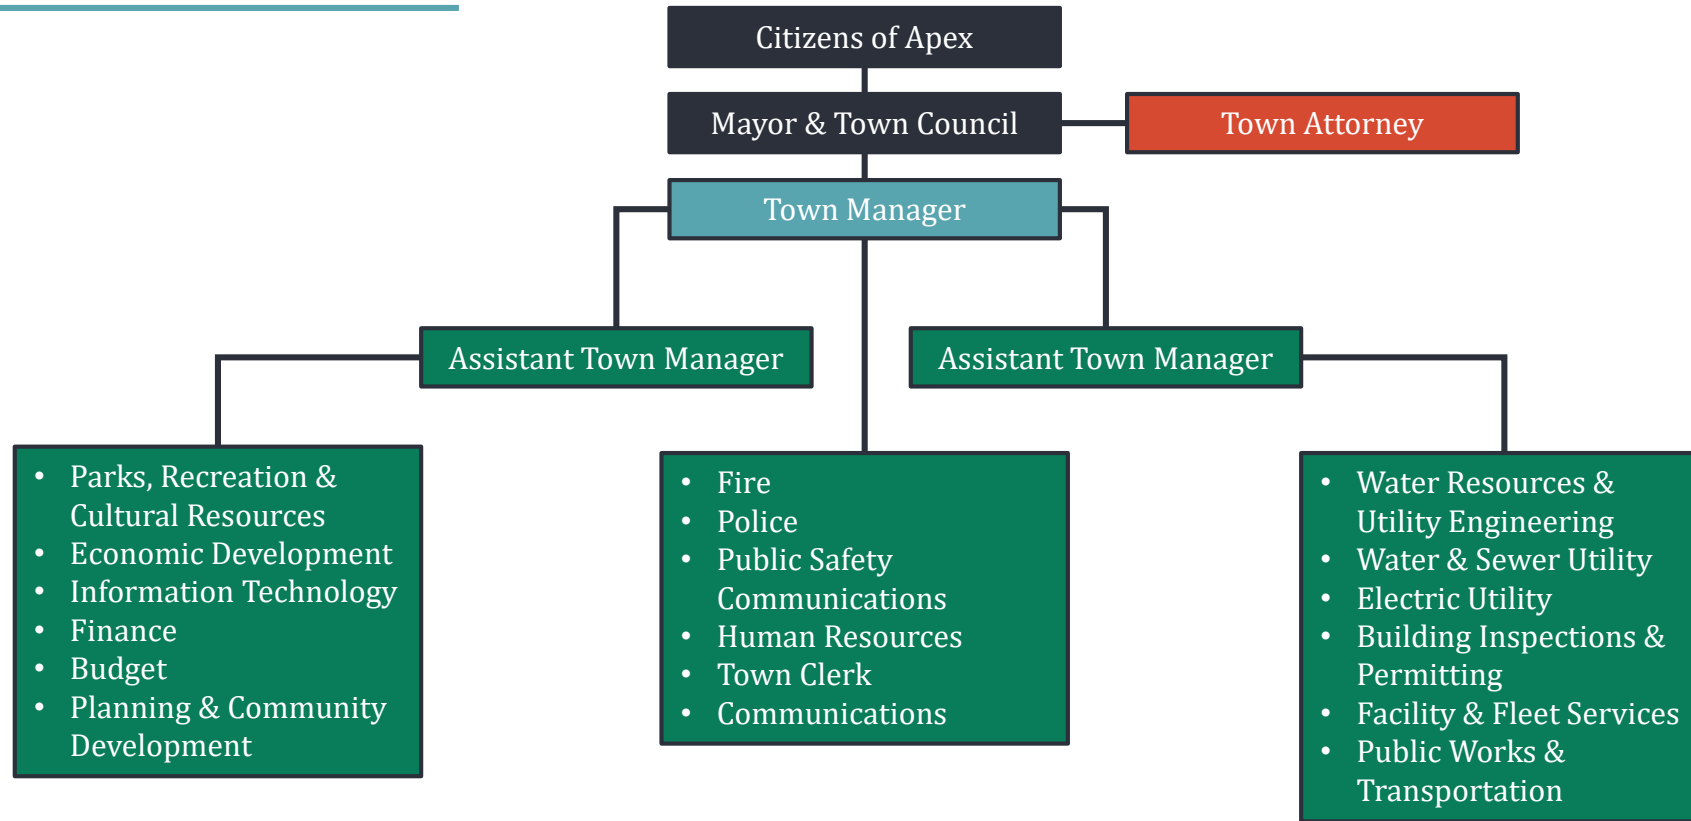 Citizens of Apex
Mayor & Town Council
Town Attorney
Town Manager
Assistant Town Manager
Assistant Town Manager
• Parks, Recreation &
Cultural Resources
• Economic Development
• Information Technology
• Finance
• Budget
• Planning & Community
Development
• Fire
• Police
• Public Safety
Communications
• Human Resources
• Town Clerk
• Communications
• Water Resources &
Utility Engineering
• Water & Sewer Utility
• Electric Utility
• Building Inspections &
Permitting
• Facility & Fleet Services
• Public Works &
Transportation